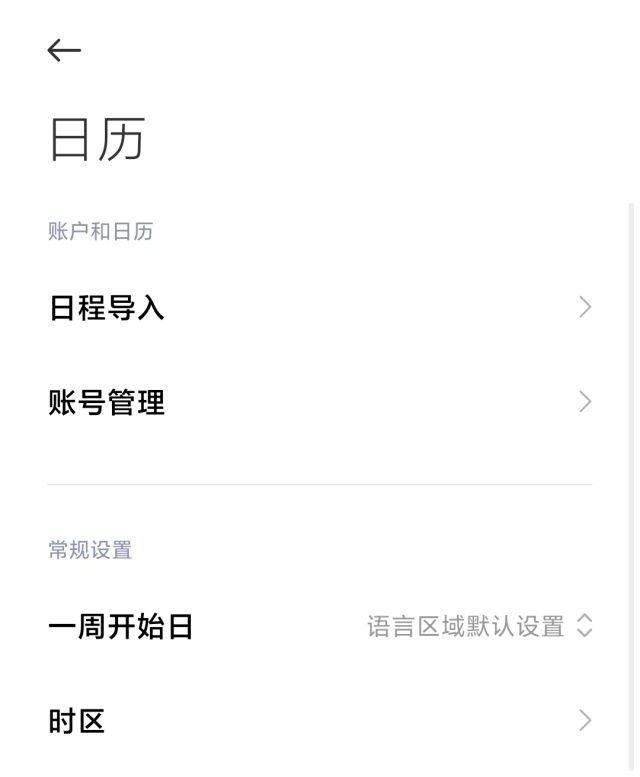 日历
账户和日历
日程导入
账号管理
常规设置
一周开始日 语言区域默认设置
时区